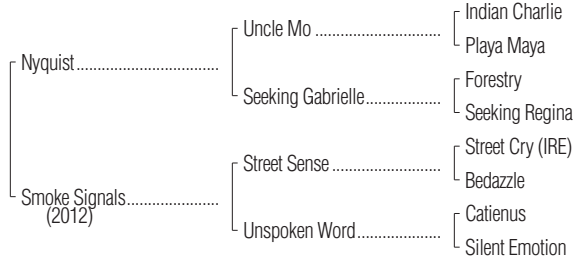 Indian Charlie
Uncle Mo
Playa Maya
Nyquist
Forestry
Seeking Gabrielle
Seeking Regina
Street Cry (IRE)
Street Sense
Bedazzle
Smoke Signals
(2012)
Catienus
Unspoken Word
Silent Emotion